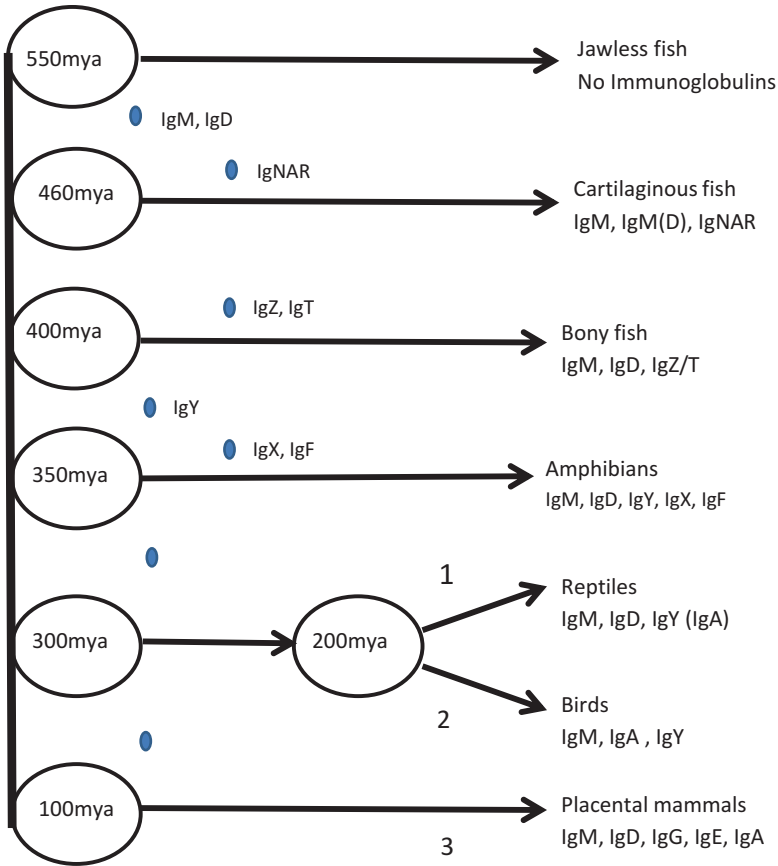 550mya
Jawless fish
No Immunoglobulins
IgM, IgD
IgNAR
460mya
Cartilaginous fish
IgM, IgM(D), IgNAR
IgZ, IgT
400mya
Bony fish
IgM, IgD, IgZ/T
IgY
IgX, IgF
350mya
Amphibians
IgM, IgD, IgY, IgX, IgF
1
Reptiles
IgM, IgD, IgY (IgA)
300mya
200mya
2
Birds
IgM, IgA , IgY
100mya
Placental mammals
IgM, IgD, IgG, IgE, IgA
3